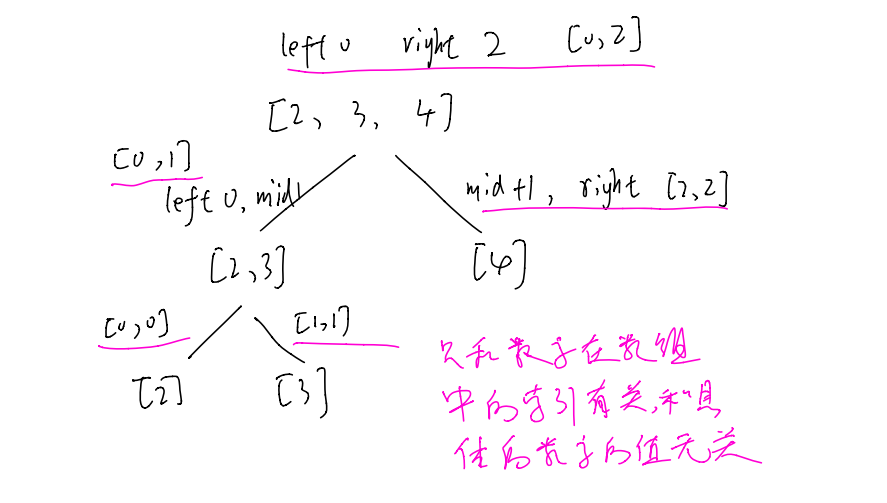 left 0 right 2 [0,2]
[2, 3, 4]
[0,1]
left 0, mid1
mid+1, right [2,2]
[2,3]
[4]
[0,0]
[1,1]
[2]
[3]
只和数字在数组
中的索引有关,和具
体的数字的值无关